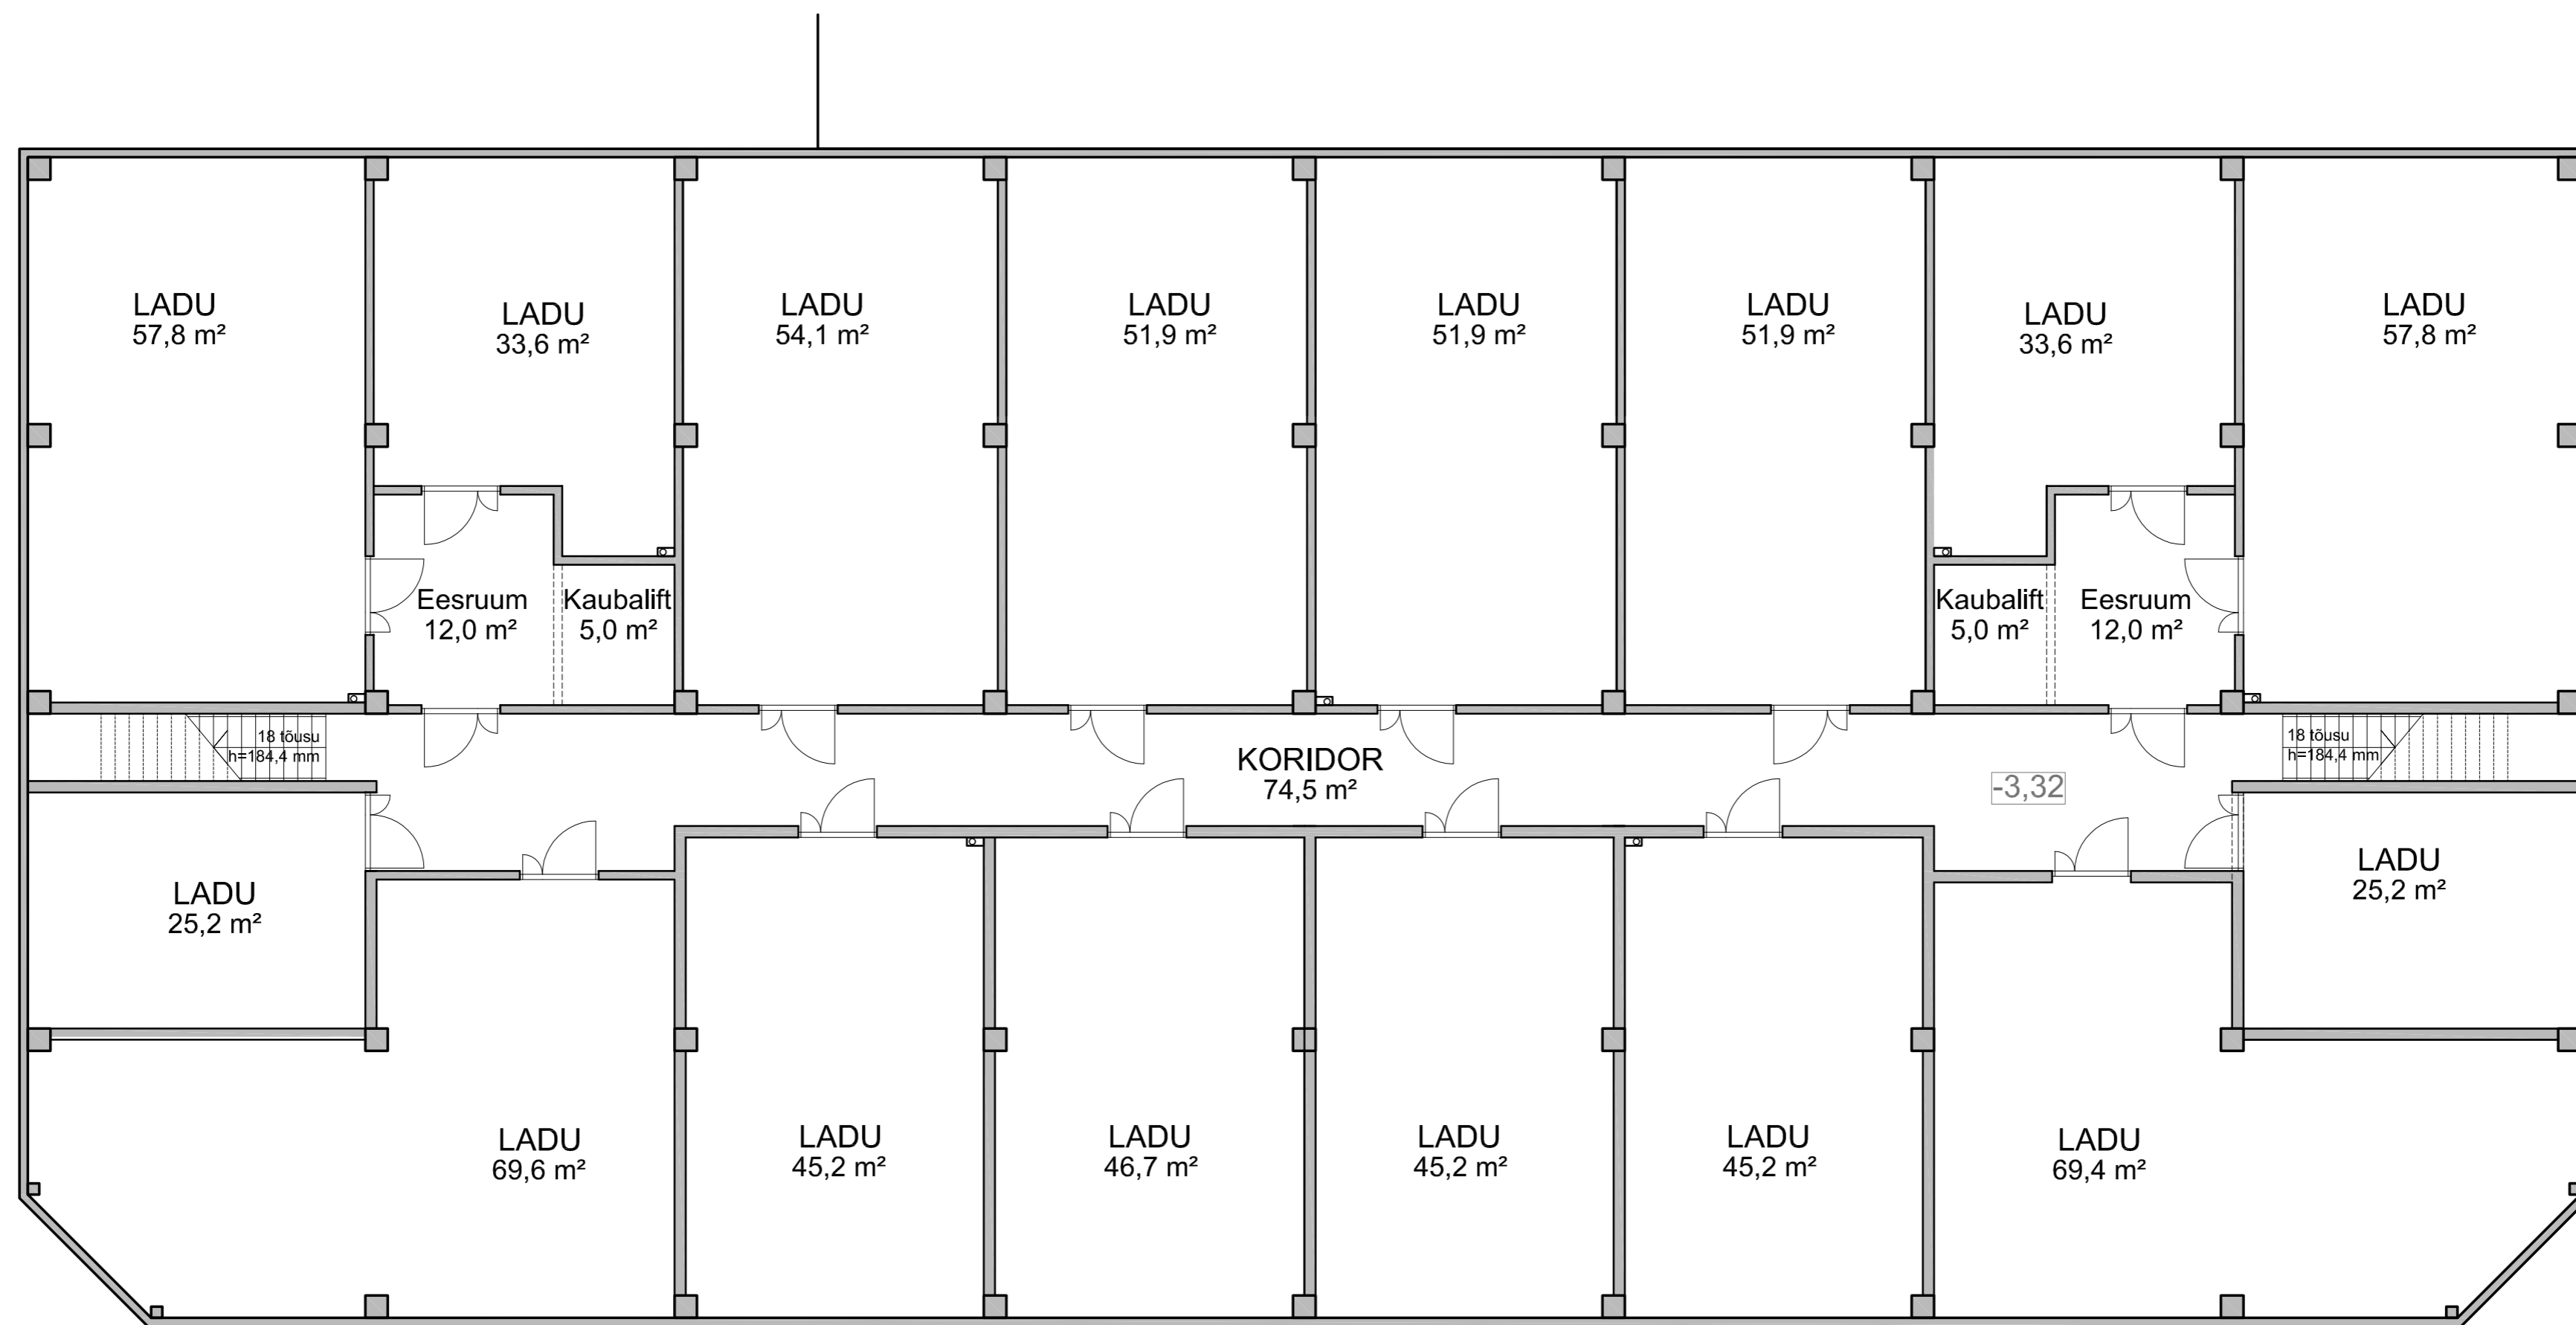 LADU
57,8 m²
LADU
33,6 m²
LADU
54,1 m²
LADU
51,9 m²
LADU
51,9 m²
LADU
51,9 m²
LADU
33,6 m²
LADU
57,8 m²
Eesruum
12,0 m²
Kaubalift
5,0 m²
Kaubalift
5,0 m²
Eesruum
12,0 m²
18 tõusu
h=184,4 mm
KORIDOR
74,5 m²
-3,32
18 tõusu
h=184,4 mm
LADU
25,2 m²
LADU
25,2 m²
LADU
69,6 m²
LADU
45,2 m²
LADU
46,7 m²
LADU
45,2 m²
LADU
45,2 m²
LADU
69,4 m²